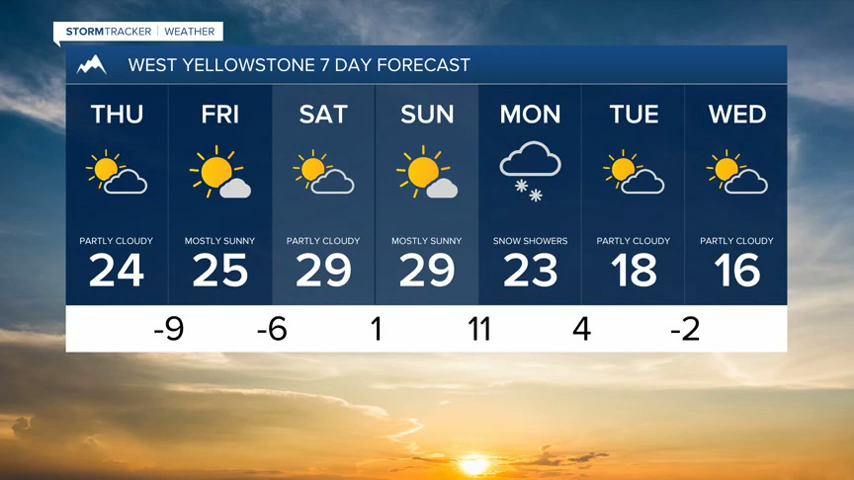 STORMTRACKER | WEATHER
WEST YELLOWSTONE 7 DAY FORECAST
THU FRI SAT SUN MON TUE WED
PARTLY CLOUDY MOSTLY SUNNY PARTLY CLOUDY MOSTLY SUNNY SNOW SHOWERS PARTLY CLOUDY PARTLY CLOUDY
24 25 29 29 23 18 16
-9 -6 1 11 4 -2